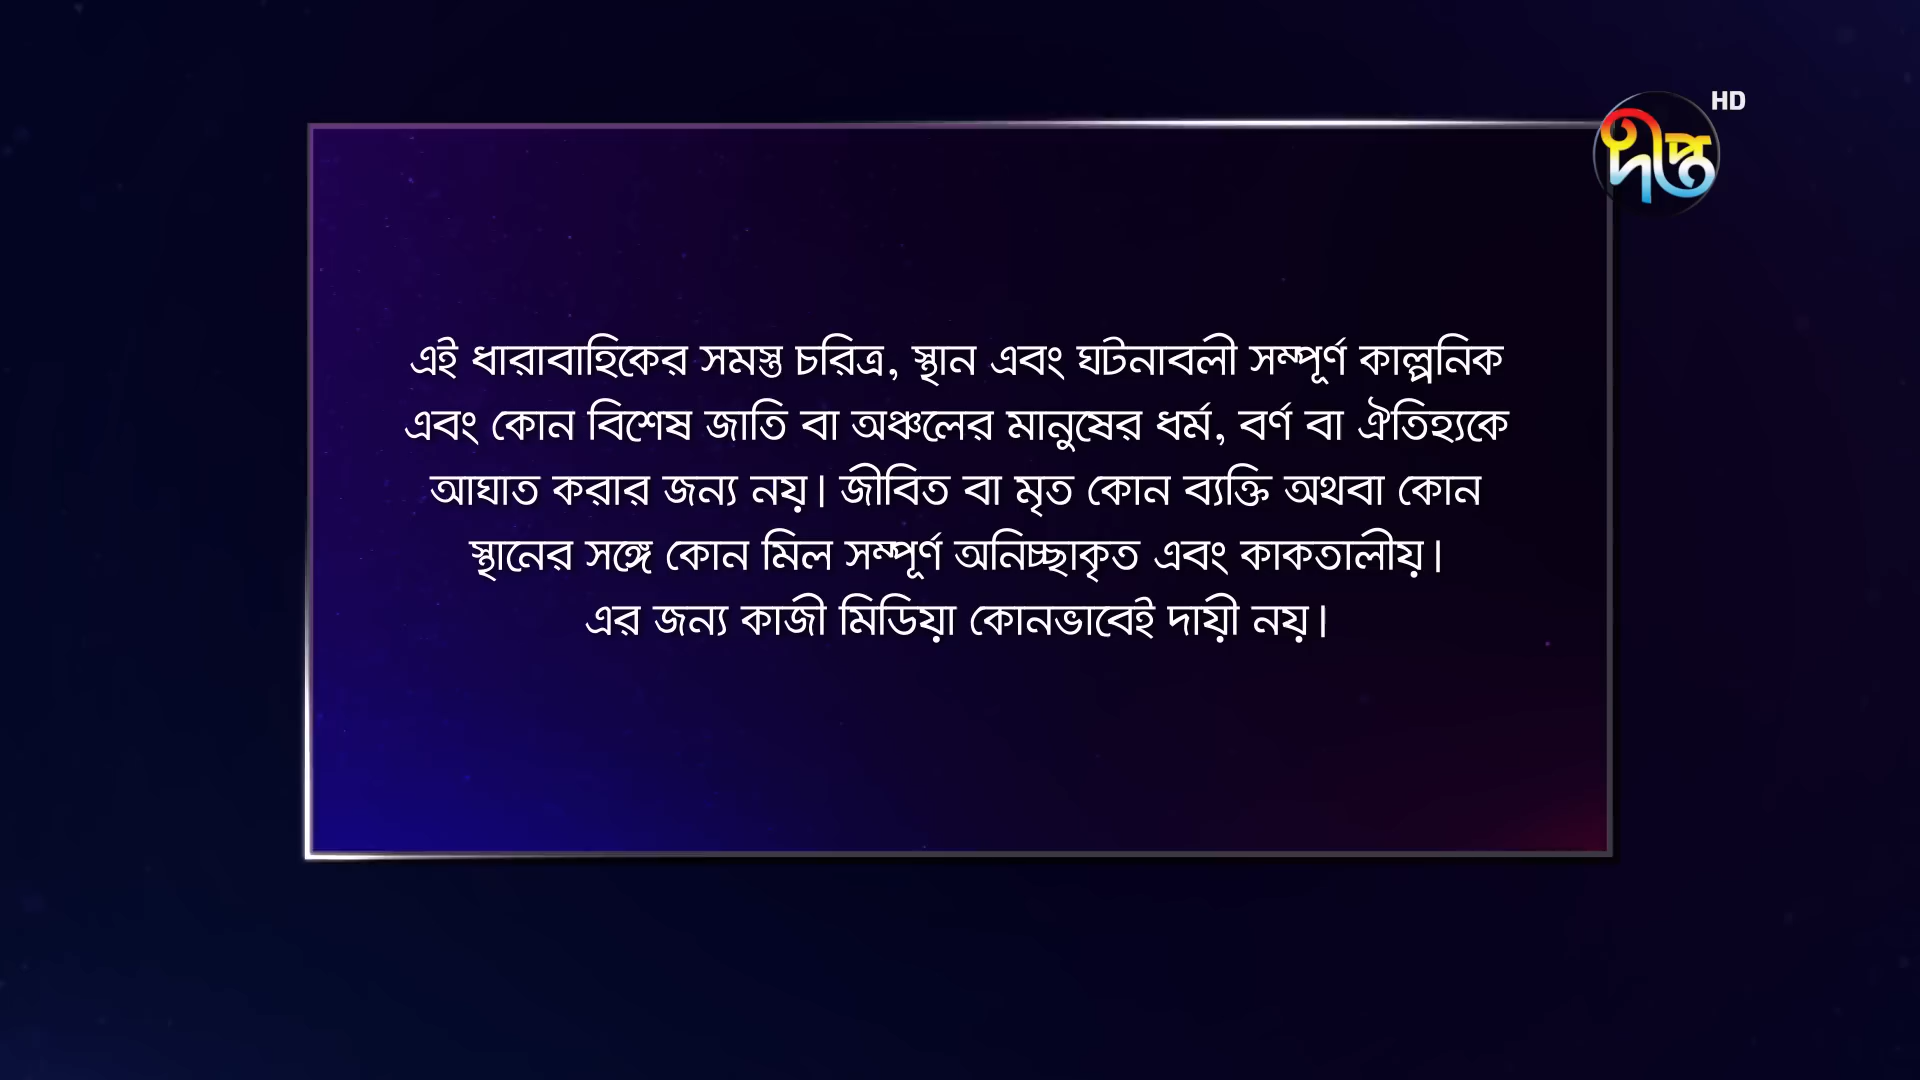 HD
দীপ্ত
এই ধারাবাহিকের সমস্ত চরিত্র, স্থান এবং ঘটনাবলী সম্পূর্ণ কাল্পনিক
এবং কোন বিশেষ জাতি বা অঞ্চলের মানুষের ধর্ম, বর্ণ বা ঐতিহ্যকে
আঘাত করার জন্য নয়। জীবিত বা মৃত কোন ব্যক্তি অথবা কোন
স্থানের সঙ্গে কোন মিল সম্পূর্ণ অনিচ্ছাকৃত এবং কাকতালীয়।
এর জন্য কাজী মিডিয়া কোনভাবেই দায়ী নয়।